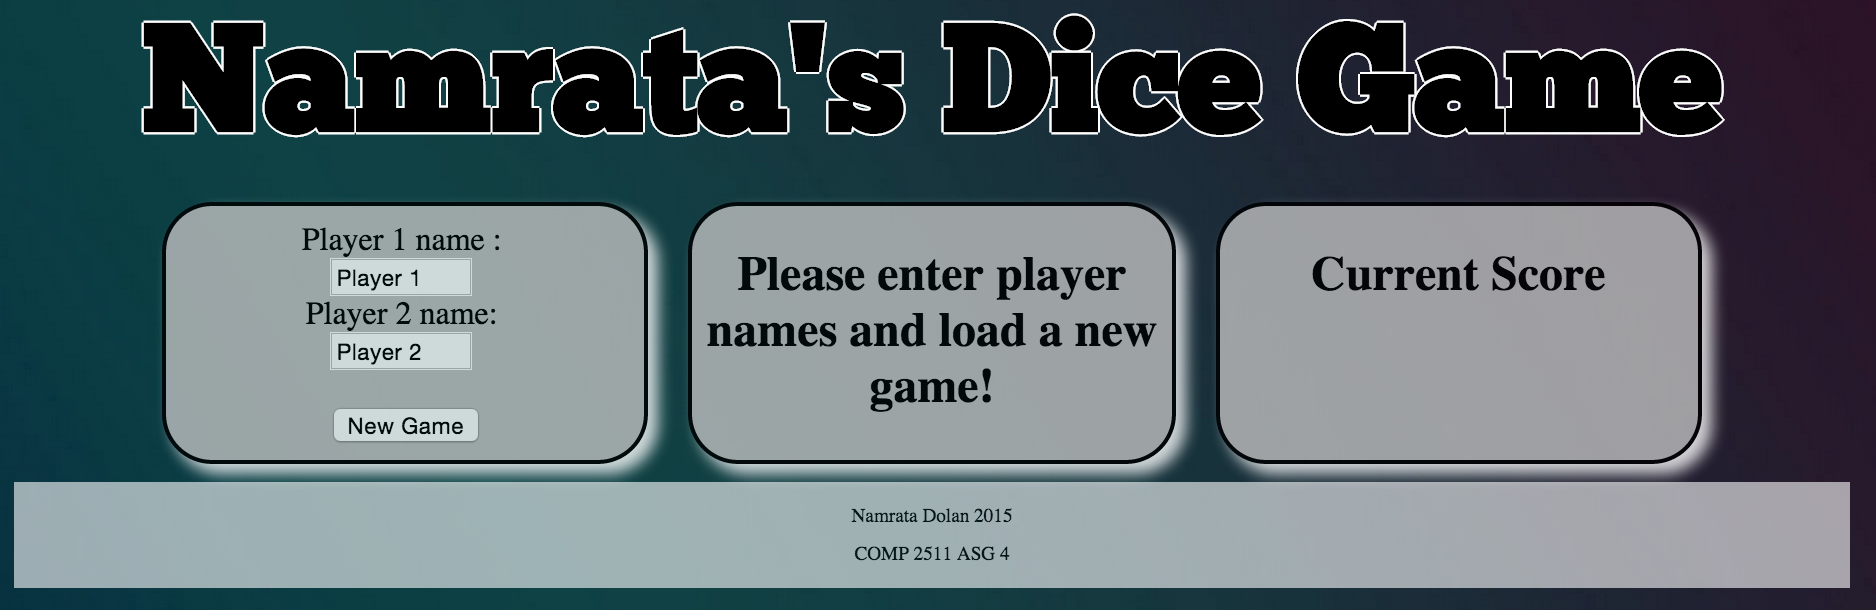 Namrata's Dice Game
Player 1 name :
Player 1
Player 2 name:
Player 2
New Game
Please enter player
names and load a new
game!
Current Score
Namrata Dolan 2015
COMP 2511 ASG 4